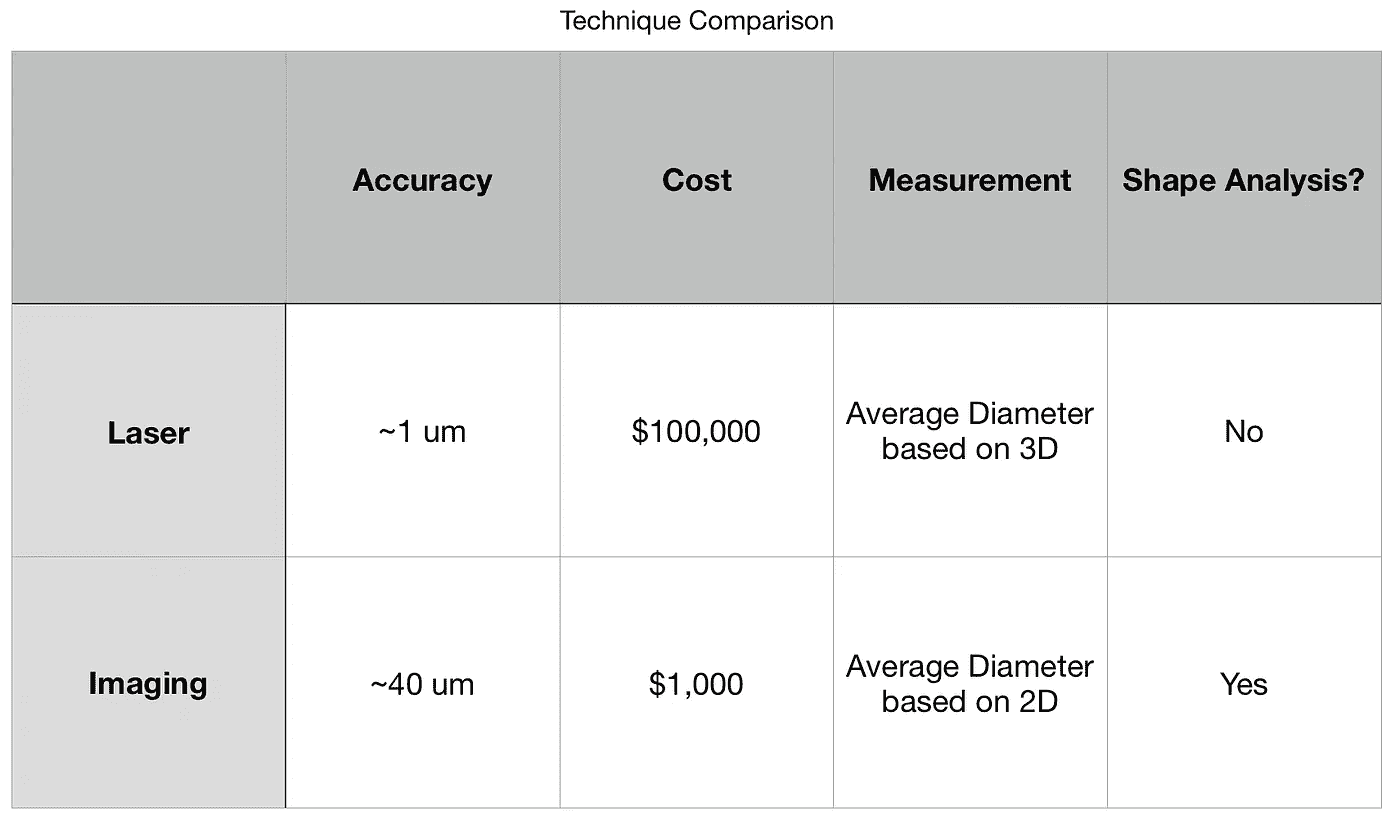 Technique Comparison
Accuracy Cost Measurement Shape Analysis?
Laser ~1 um $100,000 Average Diameter
based on 3D No
Imaging ~40 um $1,000 Average Diameter
based on 2D Yes